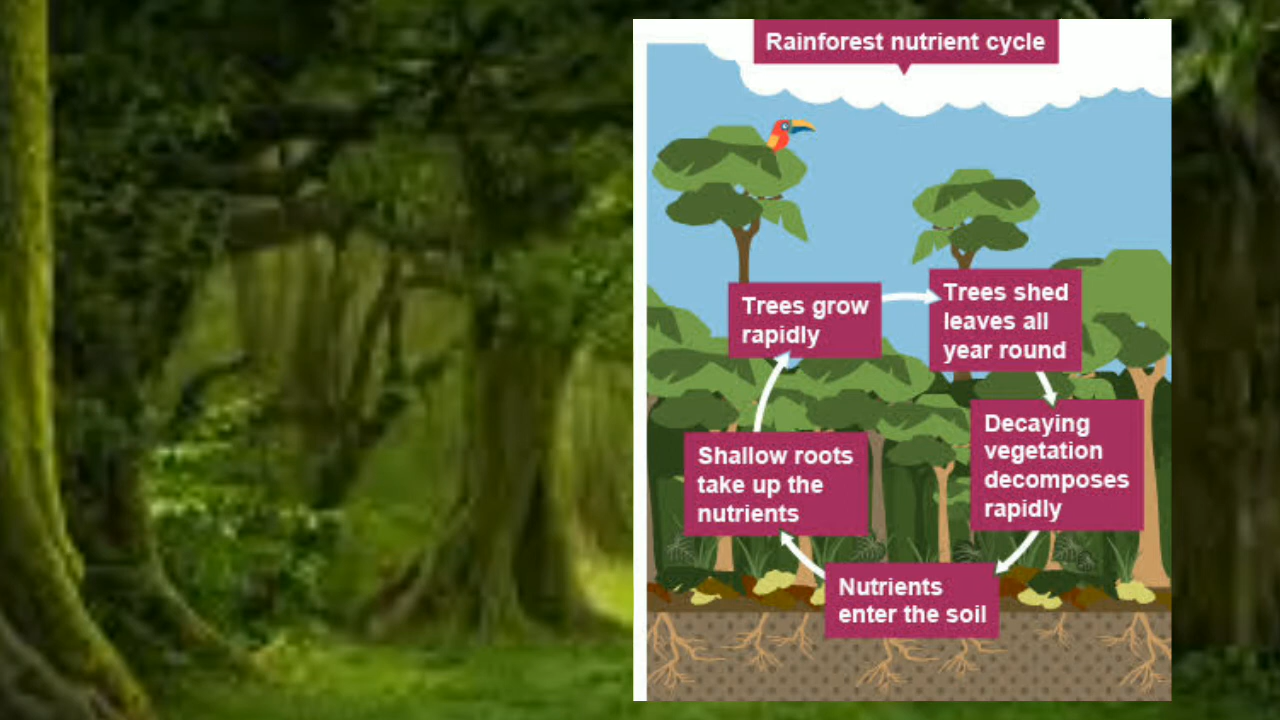 Rainforest nutrient cycle
Trees grow
rapidly
Trees shed
leaves all
year round
Decaying
vegetation
decomposes
rapidly
Nutrients
enter the soil
Shallow roots
take up the
nutrients